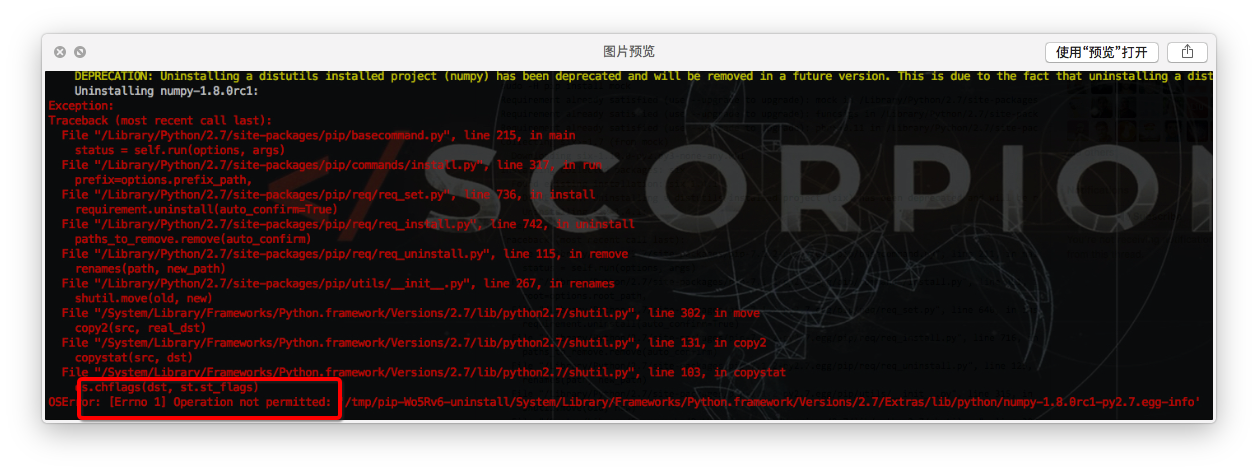 图片预览
使用“预览”打开
DEPRECATION: Uninstalling a distutils installed project (numpy) has been deprecated and will be removed in a future version. This is due to the fact that uninstalling a dist
Uninstalling numpy-1.8.0rc1:
Exception:
Traceback (most recent call last):
File "/Library/Python/2.7/site-packages/pip/basecommand.py", line 215, in main
status = self.run(options, args)
File "/Library/Python/2.7/site-packages/pip/commands/install.py", line 317, in run
prefix=options.prefix_path,
File "/Library/Python/2.7/site-packages/pip/req/req_set.py", line 736, in install
requirement.uninstall(auto_confirm=True)
File "/Library/Python/2.7/site-packages/pip/req/req_install.py", line 742, in uninstall
paths_to_remove.remove(auto_confirm)
File "/Library/Python/2.7/site-packages/pip/req/req_uninstall.py", line 115, in remove
renames(path, new_path)
File "/Library/Python/2.7/site-packages/pip/utils/__init__.py", line 267, in renames
shutil.move(old, new)
File "/System/Library/Frameworks/Python.framework/Versions/2.7/lib/python2.7/shutil.py", line 302, in move
copy2(src, real_dst)
File "/System/Library/Frameworks/Python.framework/Versions/2.7/lib/python2.7/shutil.py", line 131, in copy2
copystat(src, dst)
File "/System/Library/Frameworks/Python.framework/Versions/2.7/lib/python2.7/shutil.py", line 103, in copystat
os.chflags(dst, st.st_flags)
OSError: [Errno 1] Operation not permitted: '/tmp/pip-Wo5Rv6-uninstall/System/Library/Frameworks/Python.framework/Versions/2.7/Extras/lib/python/numpy-1.8.0rc1-py2.7.egg-info'
</SCORPION